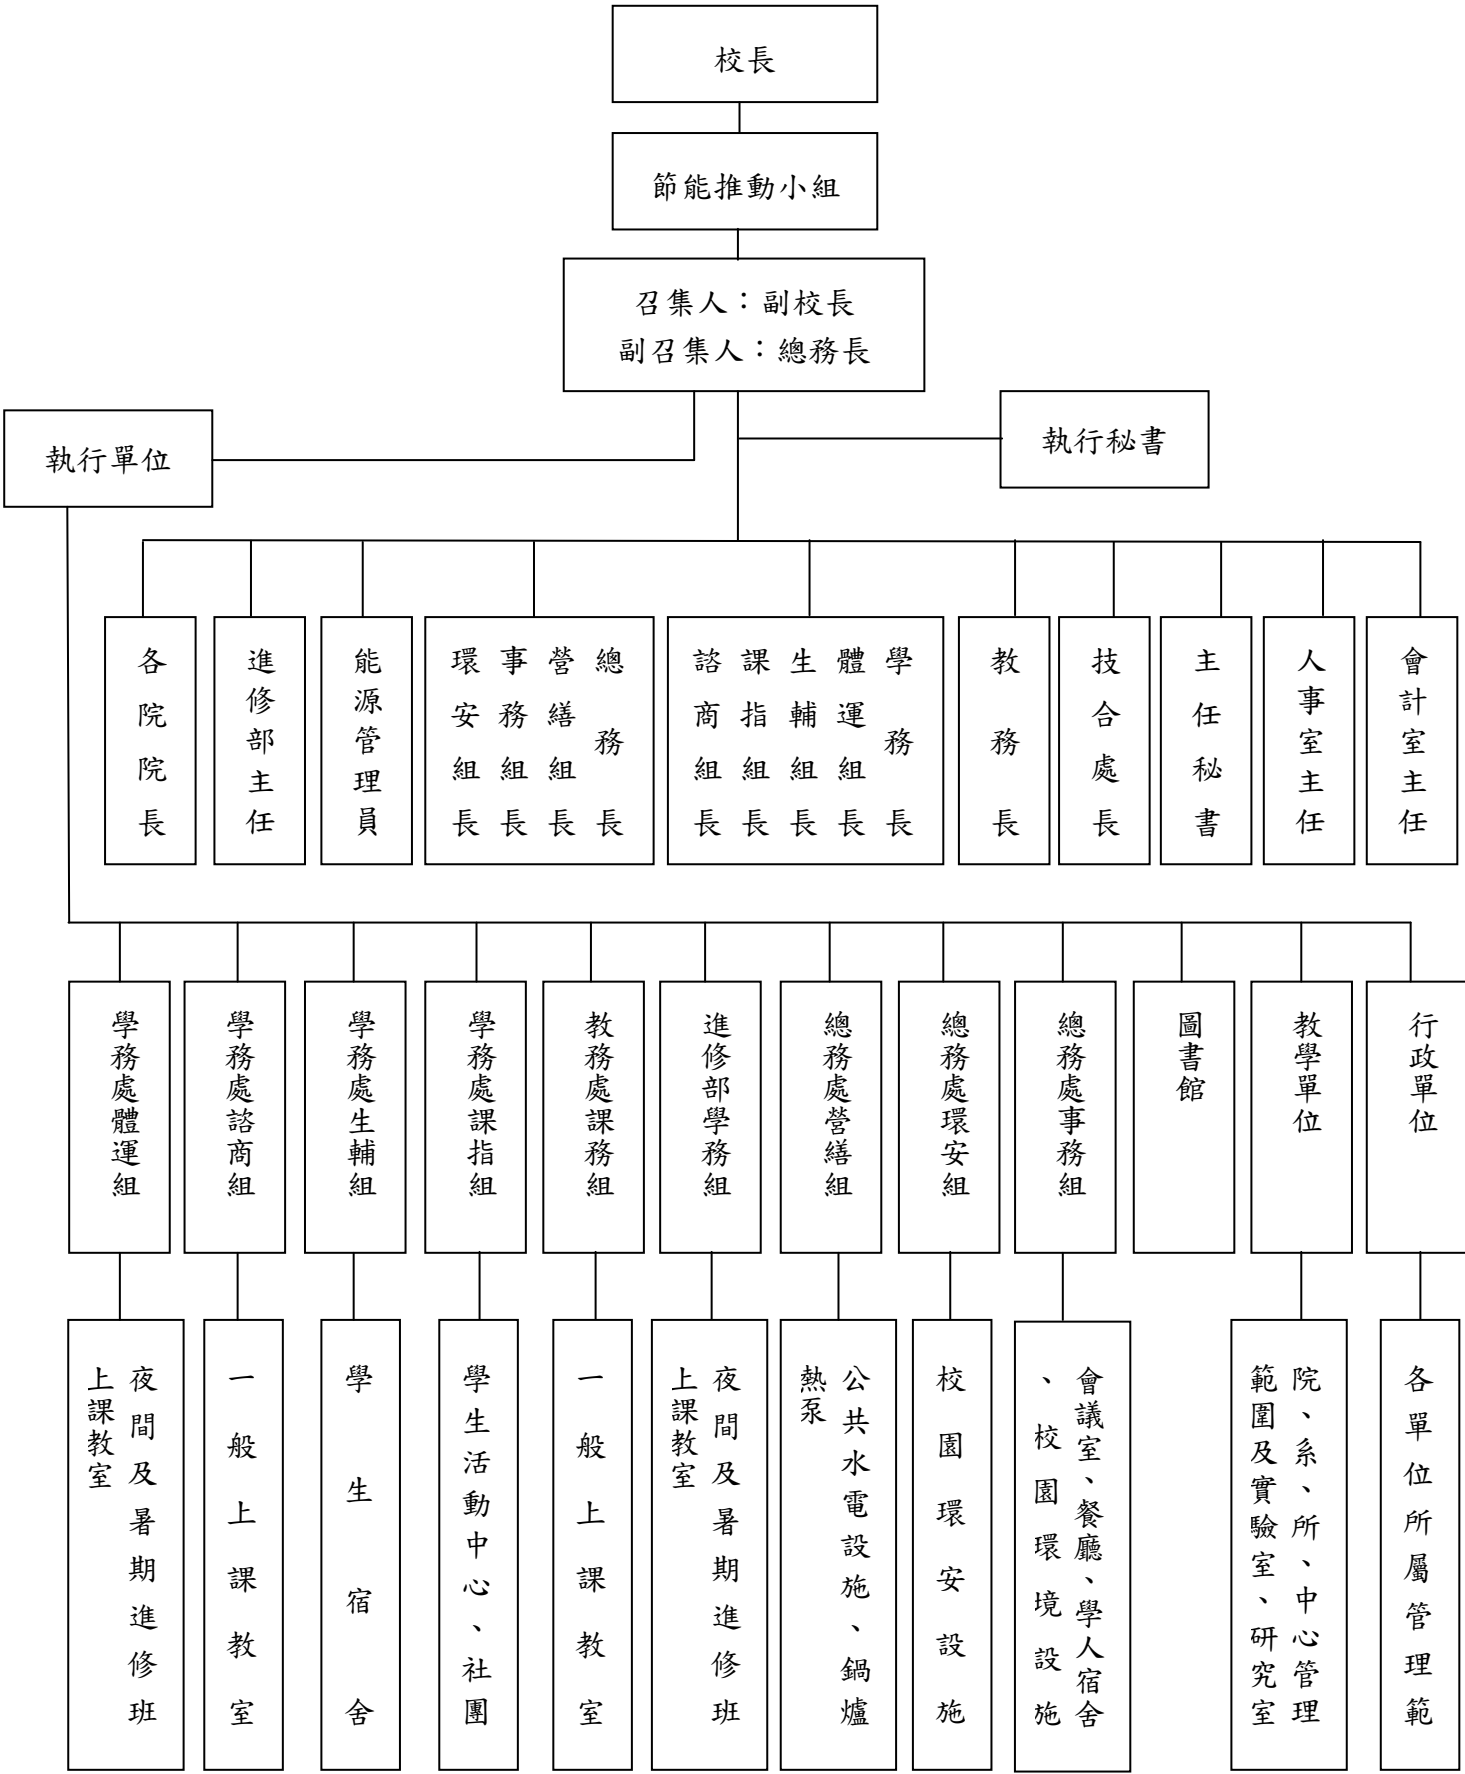 校長
節能推動小組
召集人：副校長
副召集人：總務長
執行單位
執行秘書
各院院長
進修部主任
能源管理員
總務長
營繕組長
事務組長
環安組長
學務長
體運組長
生輔組長
課指組長
諮商組長
教務長
技合處長
主任秘書
人事室主任
會計室主任
學務處體運組
學務處諮商組
學務處生輔組
學務處課指組
教務處課務組
進修部學務組
總務處營繕組
總務處環安組
總務處事務組
圖書館
教學單位
行政單位
夜間及暑期進修班
上課教室
一般上課教室
學生宿舍
學生活動中心、社團
一般上課教室
夜間及暑期進修班
上課教室
公共水電設施、鍋爐
熱泵
校園環安設施
會議室、餐廳、學人宿舍
、校園環境設施
院、系、所、中心管理
範圍及實驗室、研究室
各單位所屬管理範